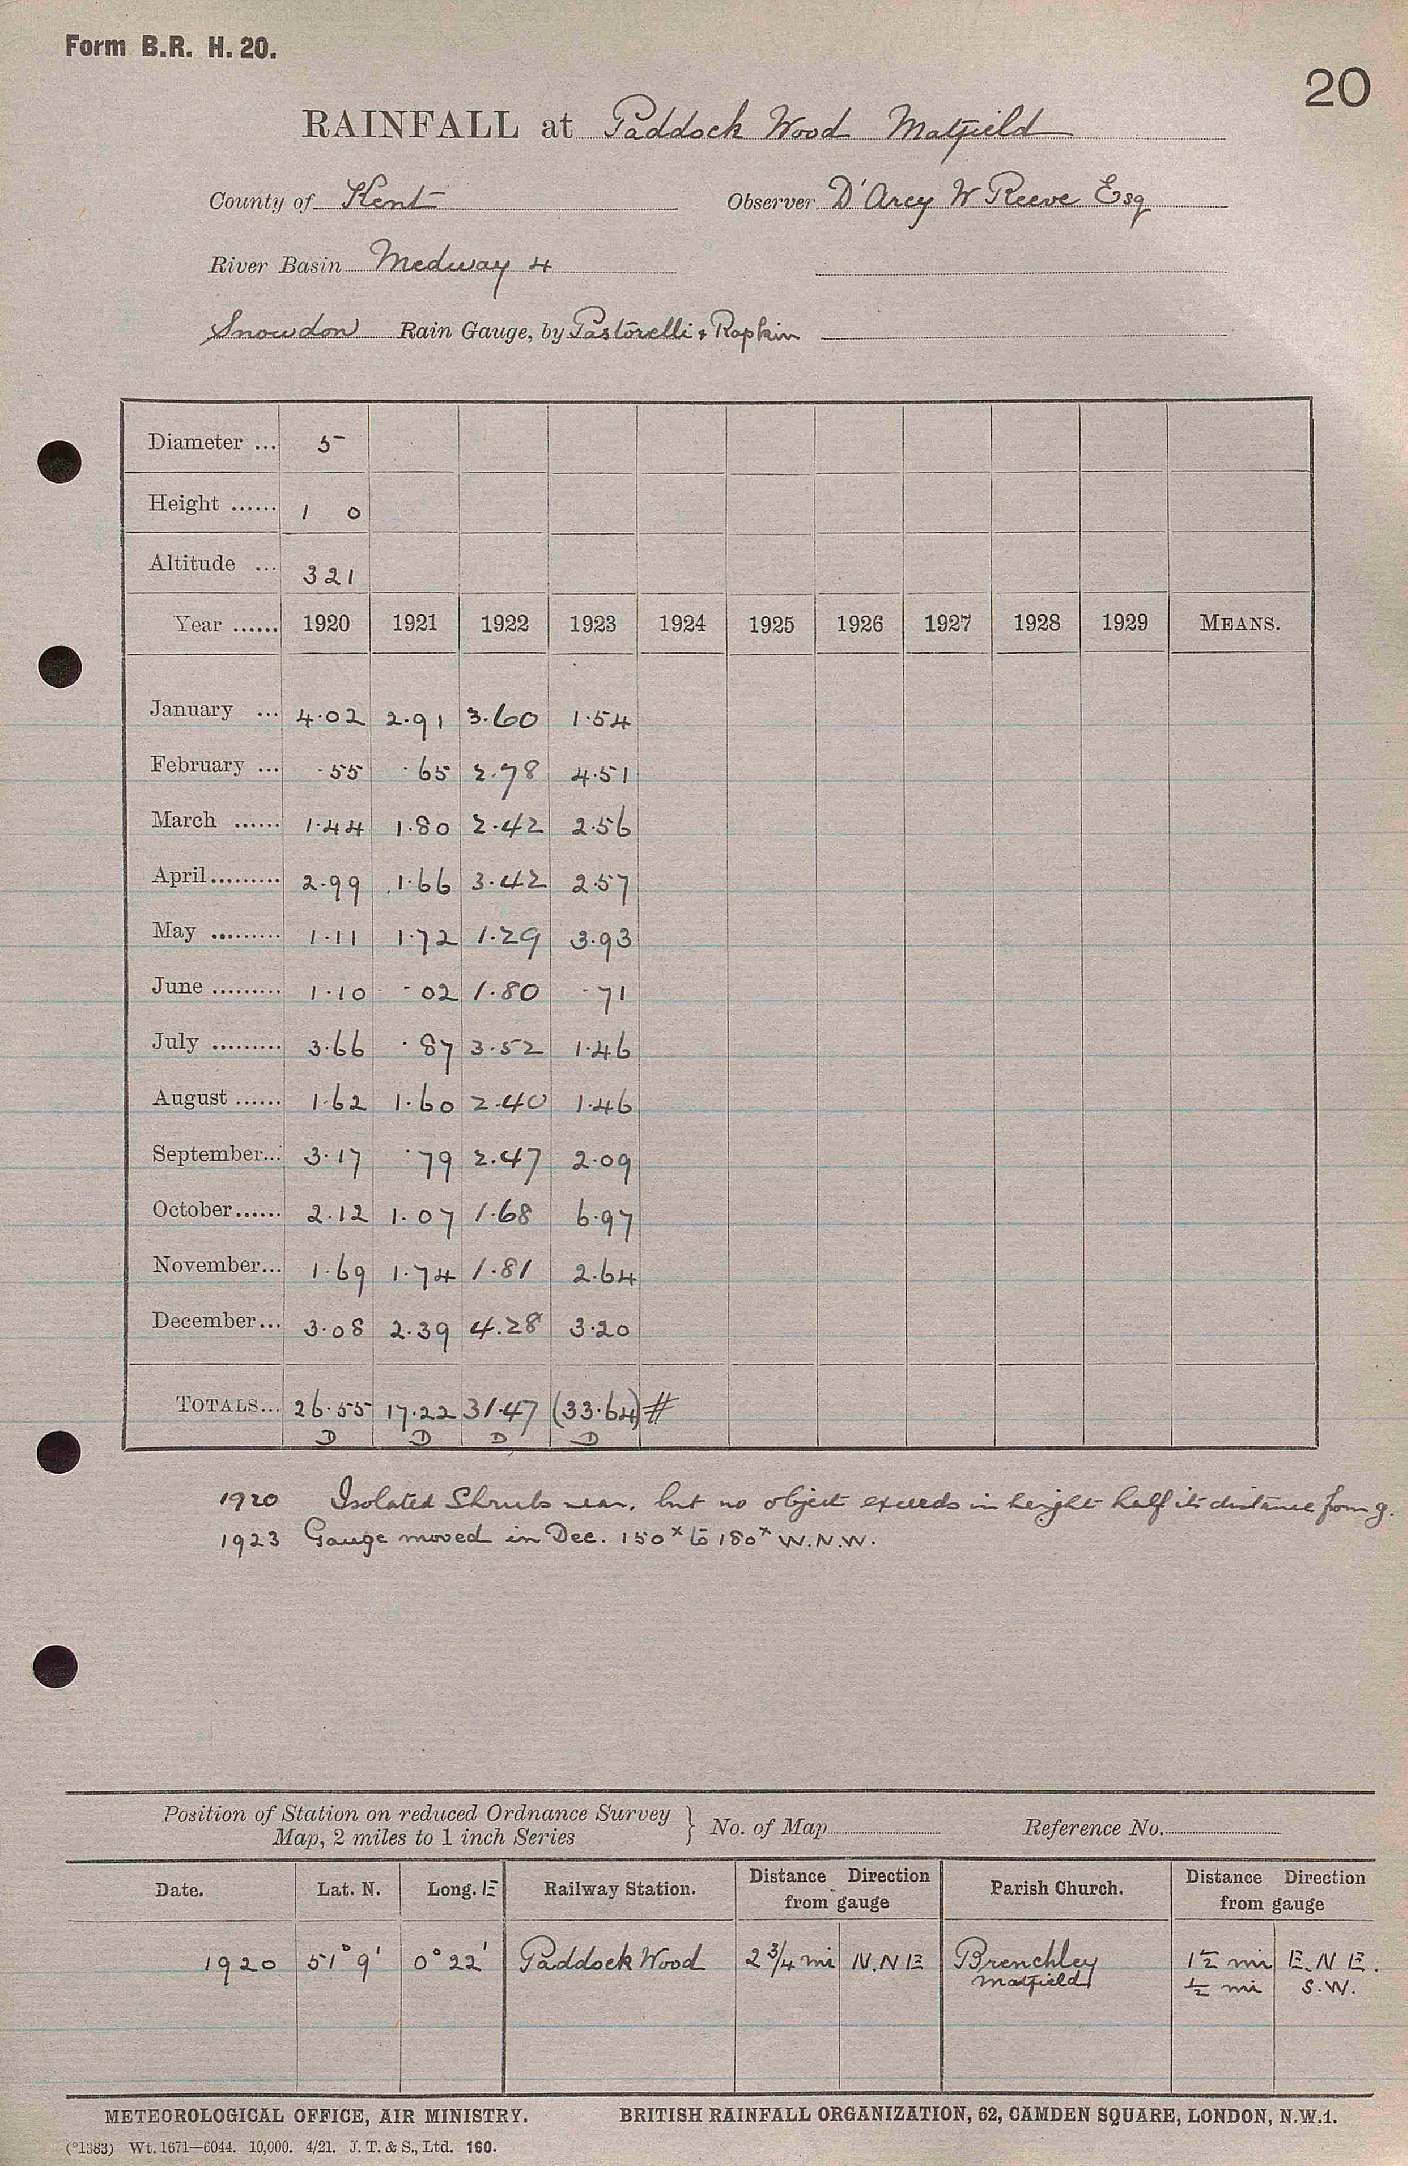 Form B.R. H. 20.
20
RAINFALL at Paddock Wood Matfield
County of Kent Observer D'Arcy W Reeve Esq
River Basin Medway 4
Snowdon Rain Gauge, by Pastorelli & Rapkin
Diameter ... 5
Height ...... 1 0
Altitude ... 321
Year ...... 1920 1921 1922 1923 1924 1925 1926 1927 1928 1929 MEANS.
January ... 4.02 2.91 3.60 1.54
February ... .55 .65 2.78 4.51
March ...... 1.44 1.80 2.42 2.56
April ......... 2.99 1.66 3.42 2.57
May ......... 1.11 1.72 1.29 3.93
June ......... 1.10 .02 1.80 .71
July ......... 3.66 .87 3.52 1.46
August ...... 1.62 1.60 2.40 1.46
September... 3.17 .79 2.47 2.09
October...... 2.12 1.07 1.68 6.97
November... 1.69 1.74 1.81 2.64
December... 3.08 2.39 4.28 3.20
TOTALS... 26.55 17.22 31.47 (33.64) #
D D D D
1920 Isolated Shrubs near, but no object exceeds in height half its distance from g.
1923 Gauge moved in Dec. 150ˣ to 180ˣ W.N.W.
Position of Station on reduced Ordnance Survey
Map, 2 miles to 1 inch Series } No. of Map Reference No.
Date. Lat. N. Long. E Railway Station. Distance Direction from gauge Parish Church. Distance Direction from gauge
1920 51° 9' 0° 22' Paddock Wood 2 3/4 mi N.N E Brenchley 1 1/2 mi E.N E.
Matfield 1/2 mi S.W.
METEOROLOGICAL OFFICE, AIR MINISTRY. BRITISH RAINFALL ORGANIZATION, 62, CAMDEN SQUARE, LONDON, N.W.1.
(*1383) Wt. 1671—6044. 10,000. 4/21. J. T. & S., Ltd. 160.